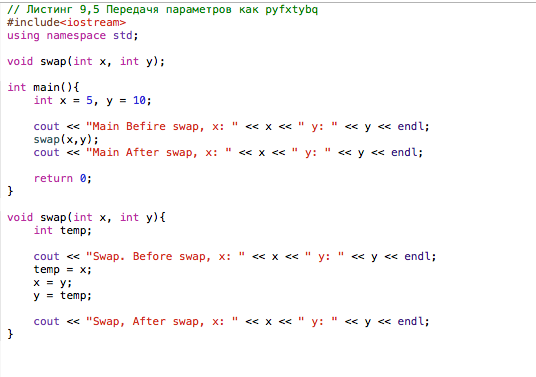 // Листинг 9,5 Передачя параметров как pyfxtybq
#include<iostream>
using namespace std;

void swap(int x, int y);

int main(){
    int x = 5, y = 10;

    cout << "Main Befire swap, x: " << x << " y: " << y << endl;
    swap(x,y);
    cout << "Main After swap, x: " << x << " y: " << y << endl;

    return 0;
}

void swap(int x, int y){
    int temp;

    cout << "Swap. Before swap, x: " << x << " y: " << y << endl;
    temp = x;
    x = y;
    y = temp;

    cout << "Swap, After swap, x: " << x << " y: " << y << endl;
}